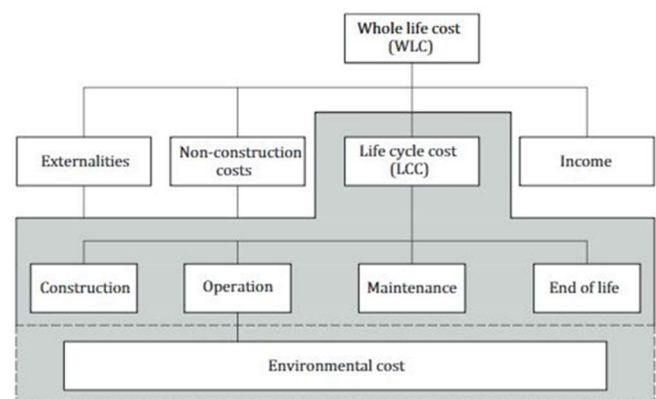 Whole life cost
(WLC)
Externalities
Non-construction
costs
Life cycle cost
(LCC)
Income
Construction
Operation
Maintenance
End of life
Environmental cost